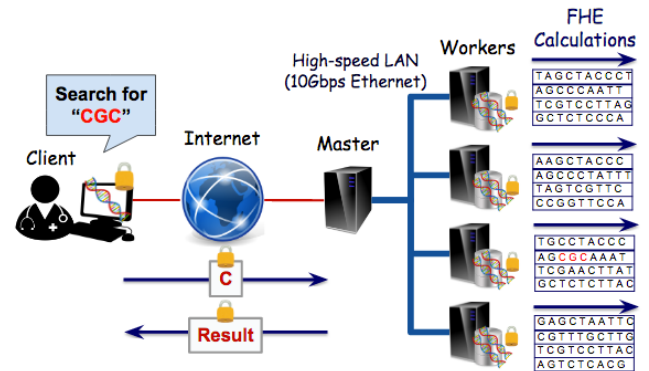 FHE
Calculations
Workers
High-speed LAN
(10Gbps Ethernet)
Search for
“CGC”
Client
Internet
Master
C
Result
TAGCTACCCT
AGCCCAATT
TCGTCCTTAG
GCTCTCCCA
AAGCTACCC
AGCCCTATTT
TAGTCGTTC
CCGGTTCCA
TGCCTACCC
AGCGCAAAT
TCGAACTTAT
GCTCTCTTAC
GAGCTAATTC
CGTTTGCTTG
TCGTCCTTAC
AGTCTCACG